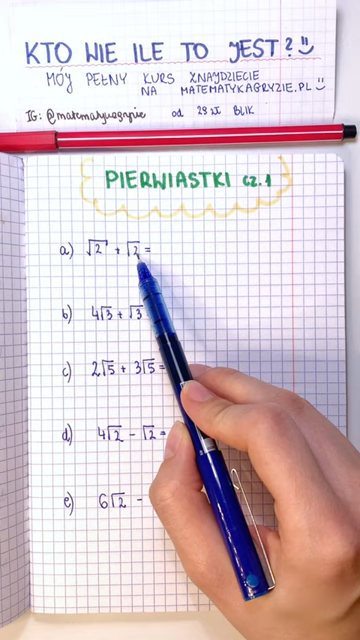 KTO WIE ILE TO JEST?
MÓJ PEŁNY KURS ZNAJDZIECIE
NA MATEMATYKAGRYZIE.PL
IG: @matematykagryzie od 29 XI BLIK
PIERWIASTKI CZ.1
a) √2 + √2 =
b) 4√3 + √3
c) 2√5 + 3√5 =
d) 4√2 - √2 =
e) 6√2 -